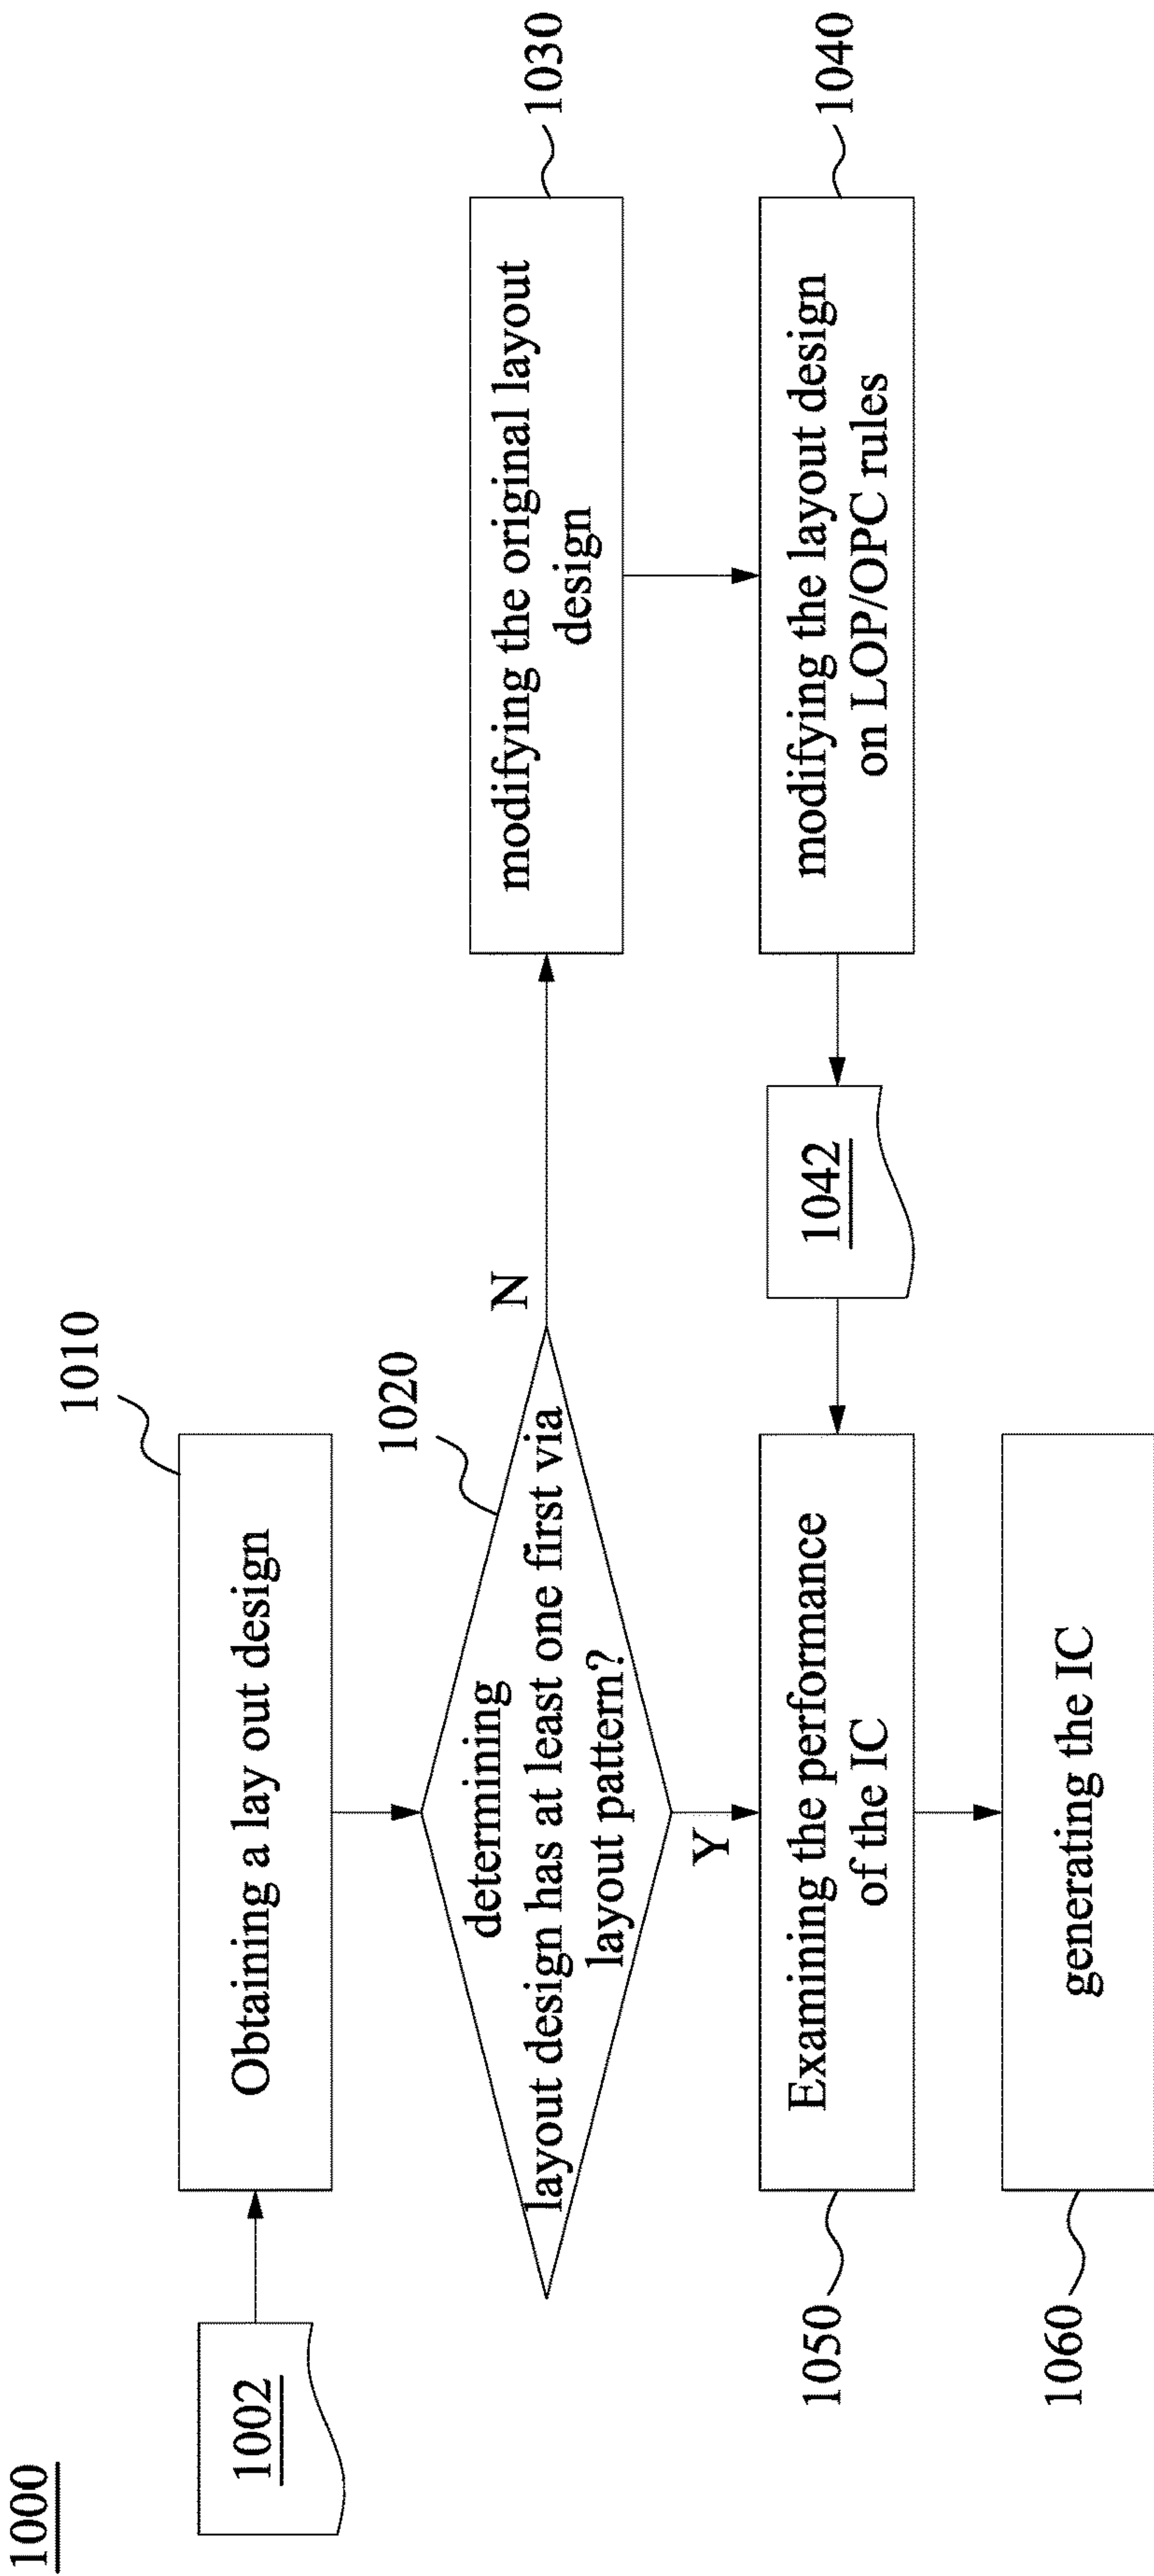 1000
1002
Obtaining a lay out design
1010
determining
layout design has at least one first via
layout pattern?
1020
N
modifying the original layout
design
1030
Y
1050
Examining the performance
of the IC
1042
modifying the layout design
on LOP/OPC rules
1040
1060
generating the IC